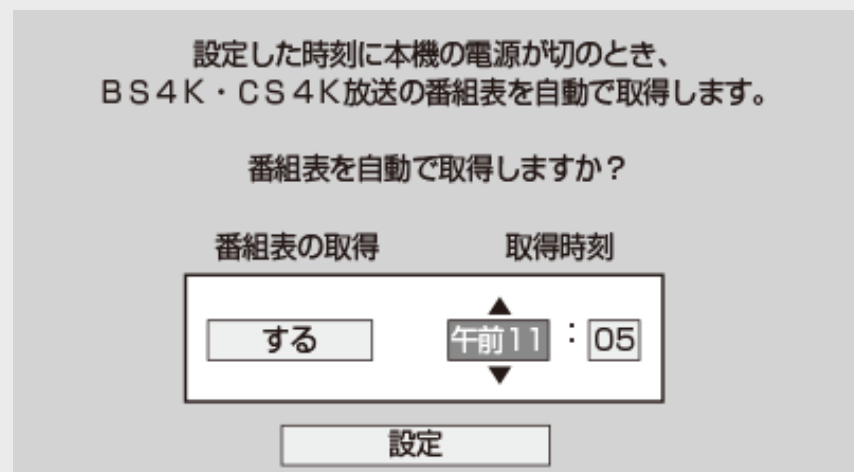 設定した時刻に本機の電源が切のとき、
ＢＳ４Ｋ・ＣＳ４Ｋ放送の番組表を自動で取得します。
番組表を自動で取得しますか？
番組表の取得 取得時刻
する ▲ 午前11 ▼ : 05
設定